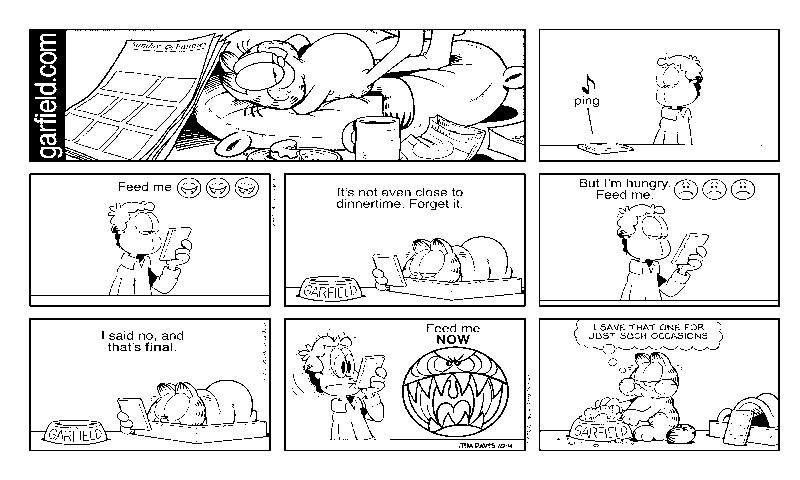 garfield.com
ping
Feed me
It's not even close to
dinnertime. Forget it.
GARFIELD
But I'm hungry.
Feed me.
I said no, and
that's final.
GARFIELD
Feed me
NOW
JIM DAVIS
I SAVE THAT ONE FOR
JUST SUCH OCCASIONS
GARFIELD